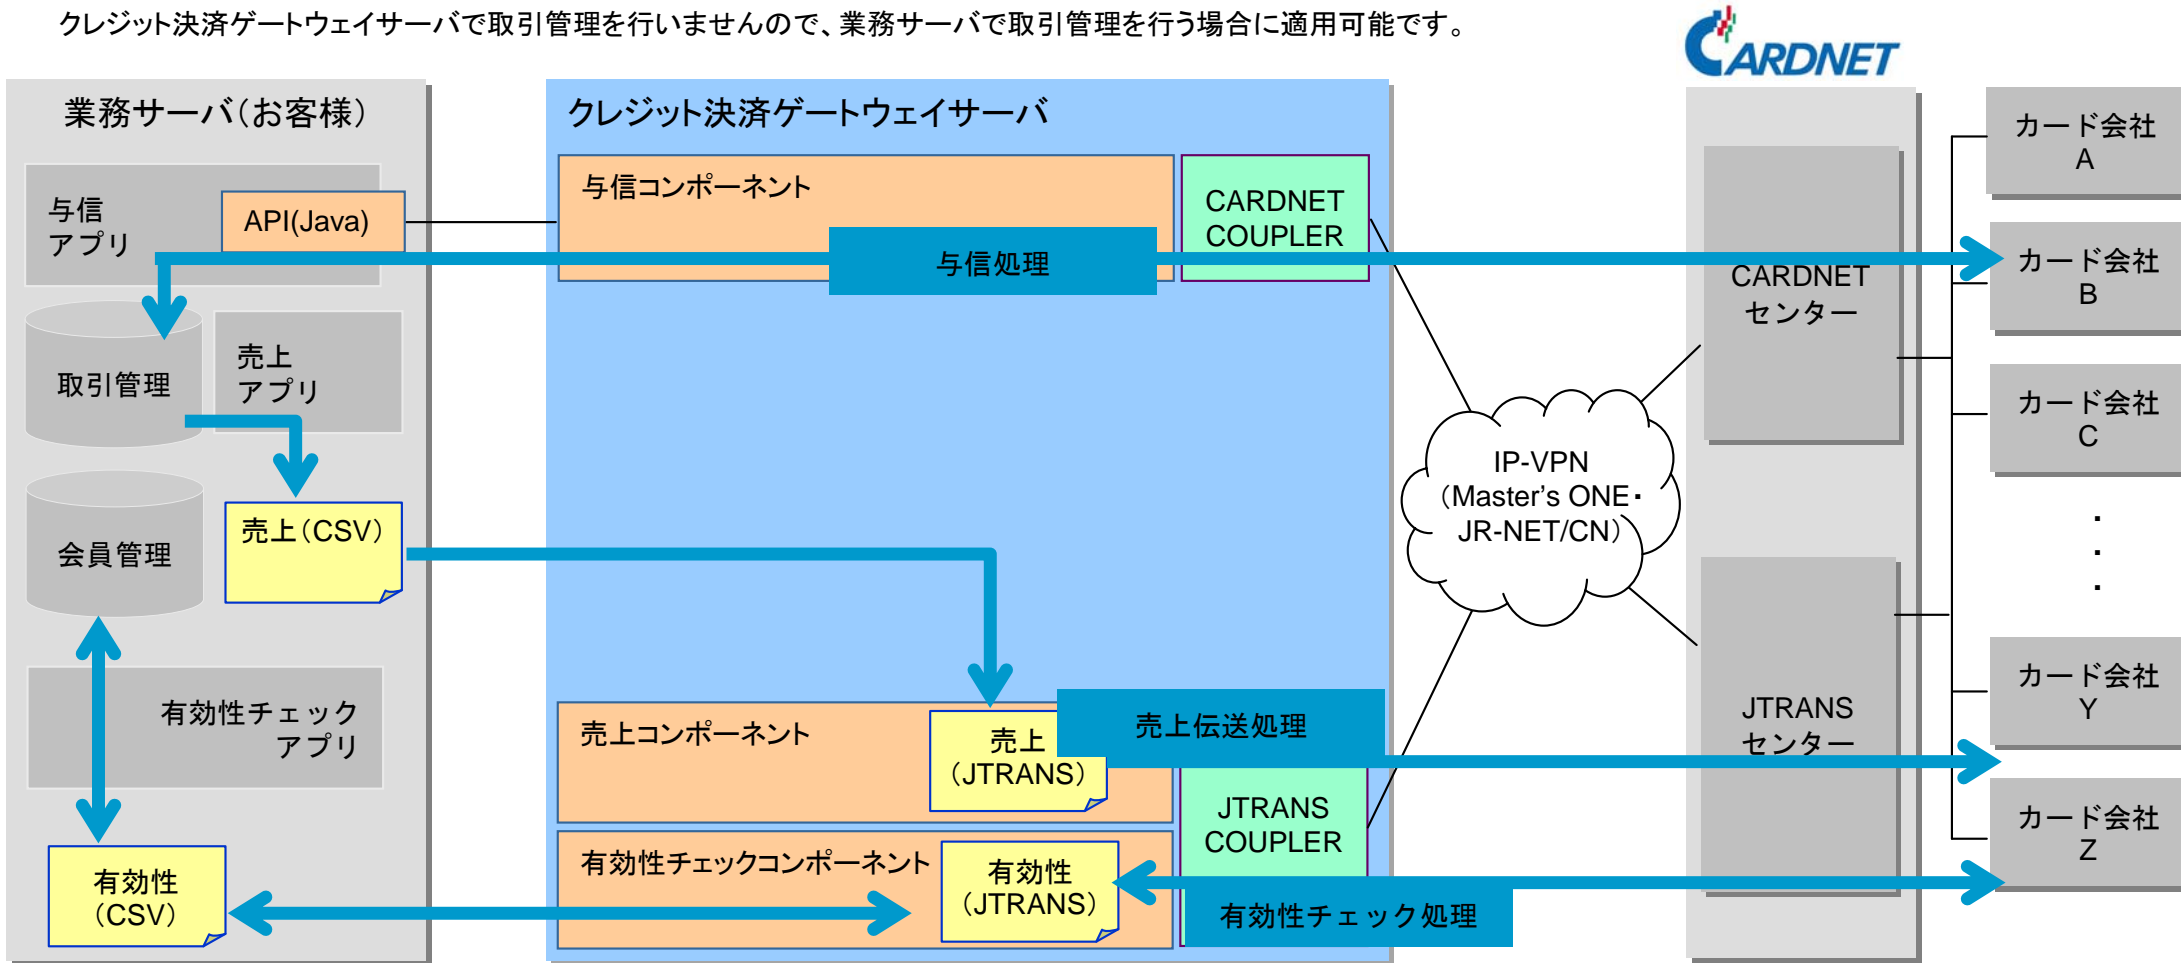 クレジット決済ゲートウェイサーバで取引管理を行いませんので、業務サーバで取引管理を行う場合に適用可能です。
CARDNET
業務サーバ(お客様)
与信
アプリ
API(Java)
取引管理
売上
アプリ
会員管理
売上(CSV)
有効性チェック
アプリ
有効性
(CSV)
クレジット決済ゲートウェイサーバ
与信コンポーネント
与信処理
CARDNET
COUPLER
売上コンポーネント
売上
(JTRANS)
売上伝送処理
有効性チェックコンポーネント
有効性
(JTRANS)
JTRANS
COUPLER
有効性チェック処理
IP-VPN
(Master's ONE・
JR-NET/CN)
CARDNET
センター
JTRANS
センター
カード会社
A
カード会社
B
カード会社
C
・
・
・
カード会社
Y
カード会社
Z